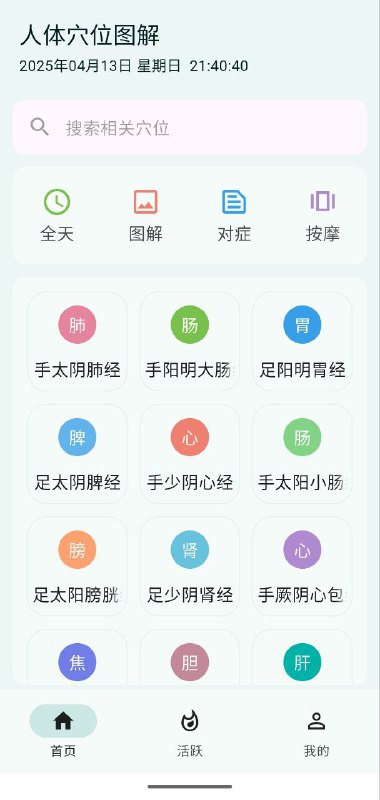 人体穴位图解
2025年04月13日 星期日 21:40:40
搜索相关穴位
全天 图解 对症 按摩
肺 肠 胃
手太阴肺经 手阳明大肠 足阳明胃经
脾 心 肠
足太阴脾经 手少阴心经 手太阳小肠
膀 肾 心
足太阳膀胱 足少阴肾经 手厥阴心包
焦 胆 肝
首页 活跃 我的